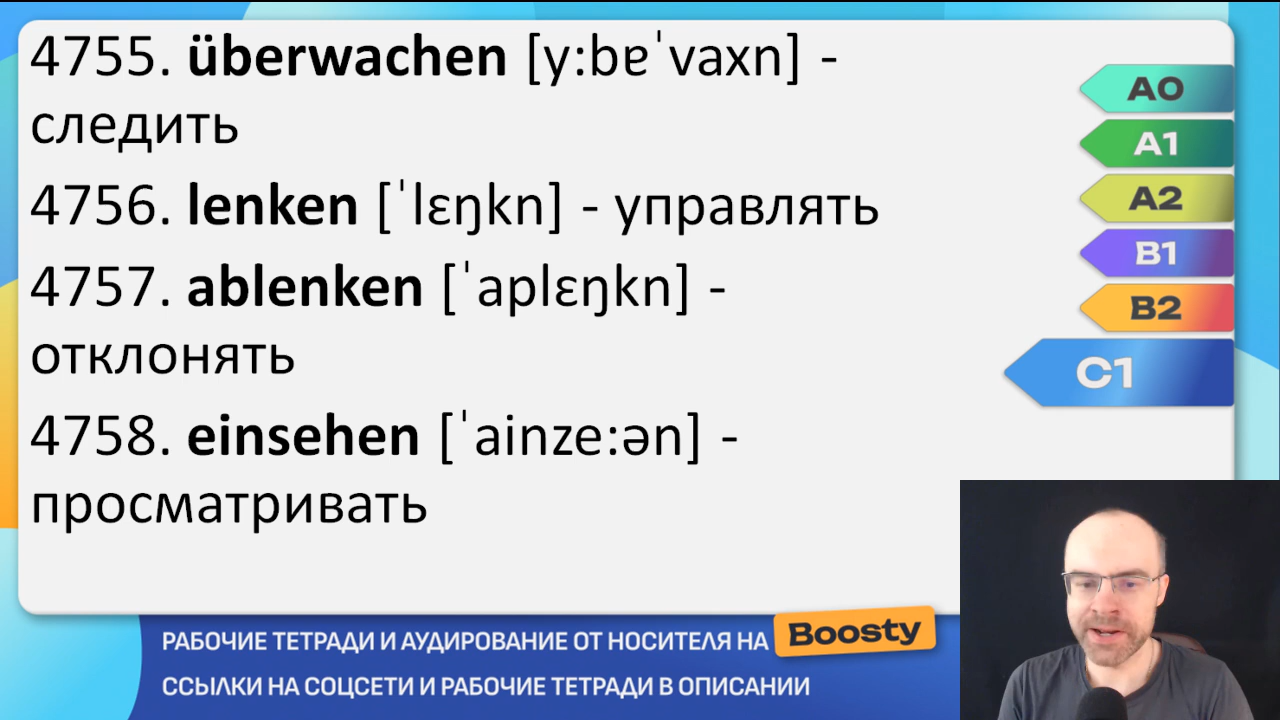 4755. überwachen [y:bɐˈvaxn] -
следить
4756. lenken [ˈlɛŋkn] - управлять
4757. ablenken [ˈaplɛŋkn] -
отклонять
4758. einsehen [ˈainze:ən] -
просматривать
A0
A1
A2
B1
B2
C1
РАБОЧИЕ ТЕТРАДИ И АУДИРОВАНИЕ ОТ НОСИТЕЛЯ НА Boosty
ССЫЛКИ НА СОЦСЕТИ И РАБОЧИЕ ТЕТРАДИ В ОПИСАНИИ